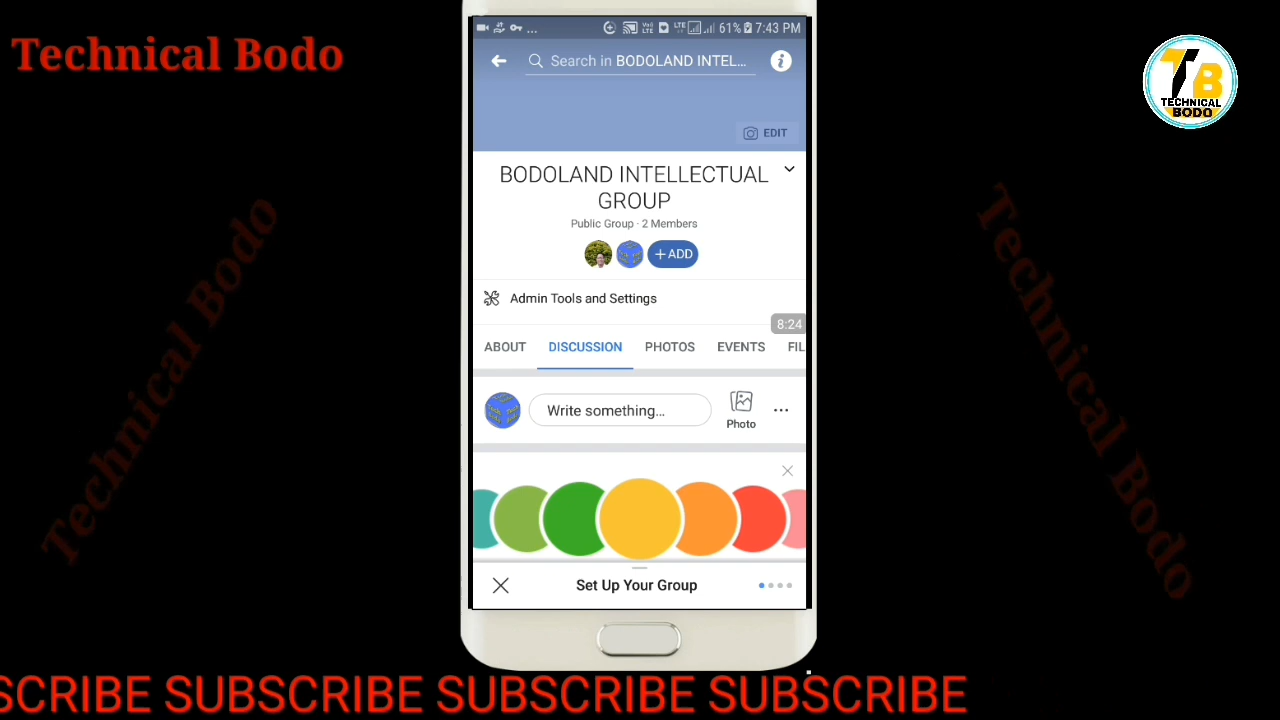 Technical Bodo
... 61% 7:43 PM
Search in BODOLAND INTEL...
EDIT
TB
TECHNICAL
BODO
BODOLAND INTELLECTUAL
GROUP
Public Group · 2 Members
+ ADD
Admin Tools and Settings
8:24
ABOUT DISCUSSION PHOTOS EVENTS FIL
Write something...
Photo
Set Up Your Group
Technical Bodo
Technical Bodo
SCRIBE SUBSCRIBE SUBSCRIBE SUBSCRIBE